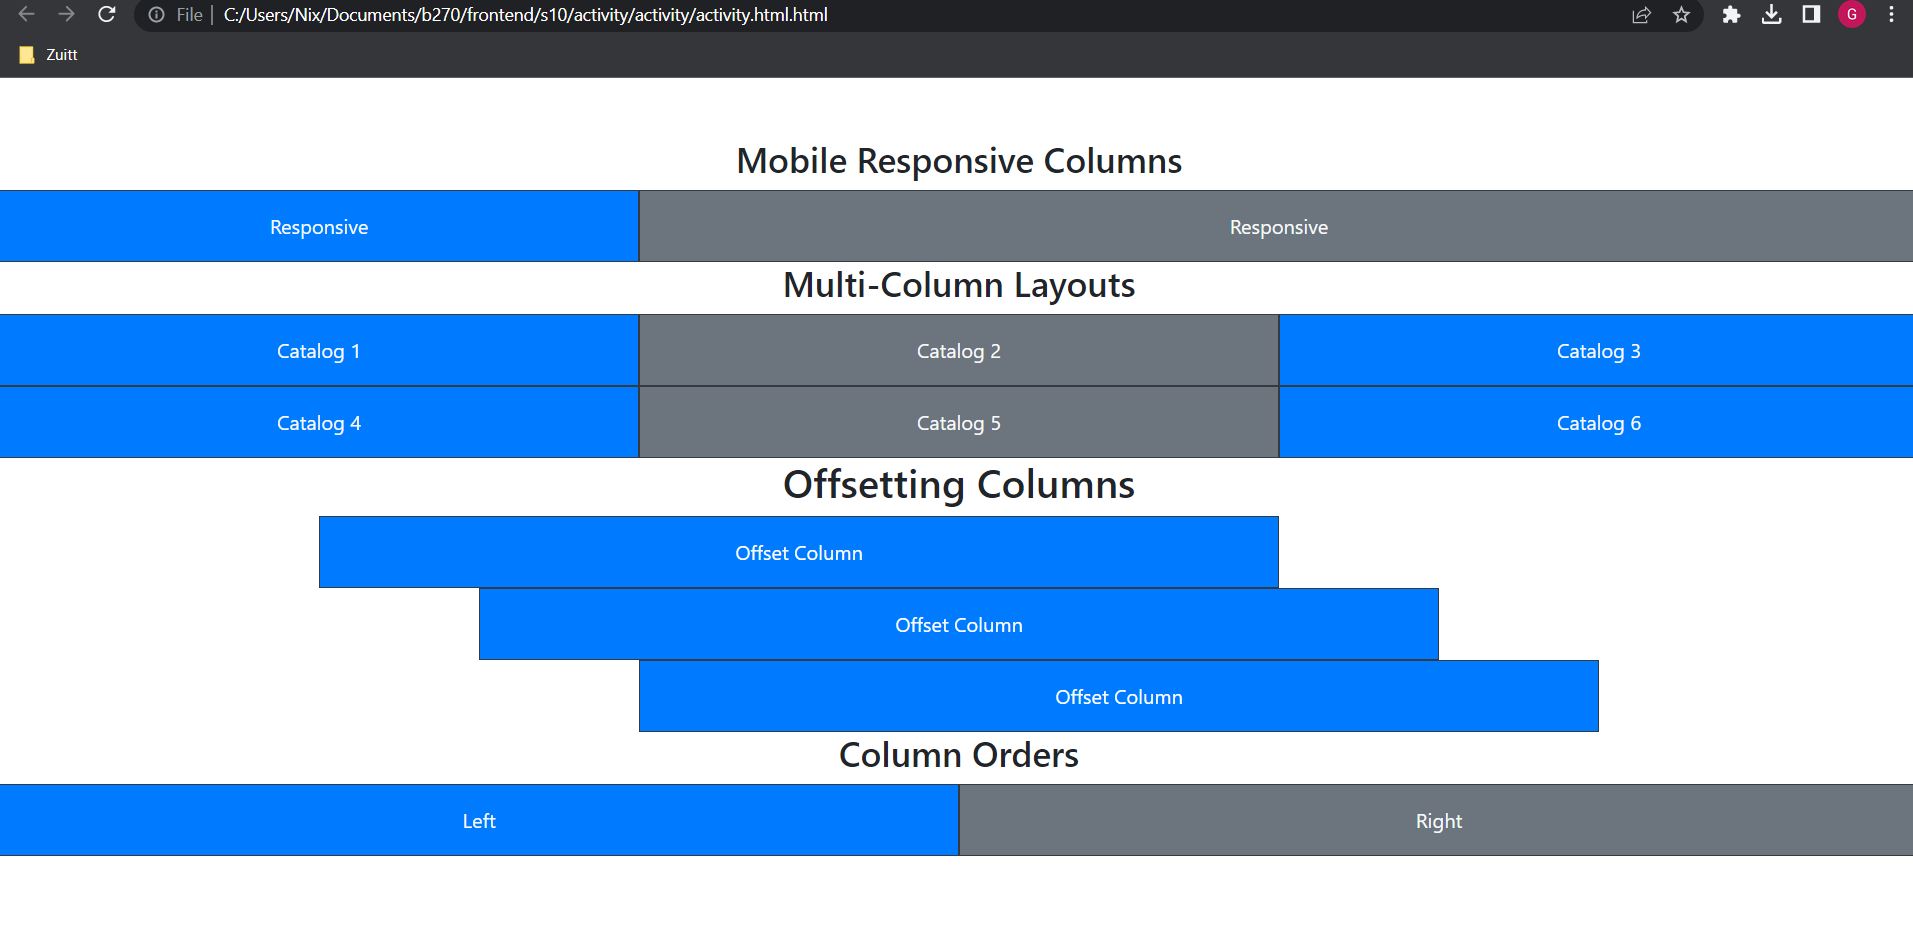 File | C:/Users/Nix/Documents/b270/frontend/s10/activity/activity/activity.html.html
G
Zuitt
Mobile Responsive Columns
Responsive Responsive
Multi-Column Layouts
Catalog 1 Catalog 2 Catalog 3
Catalog 4 Catalog 5 Catalog 6
Offsetting Columns
Offset Column
Offset Column
Offset Column
Column Orders
Left Right